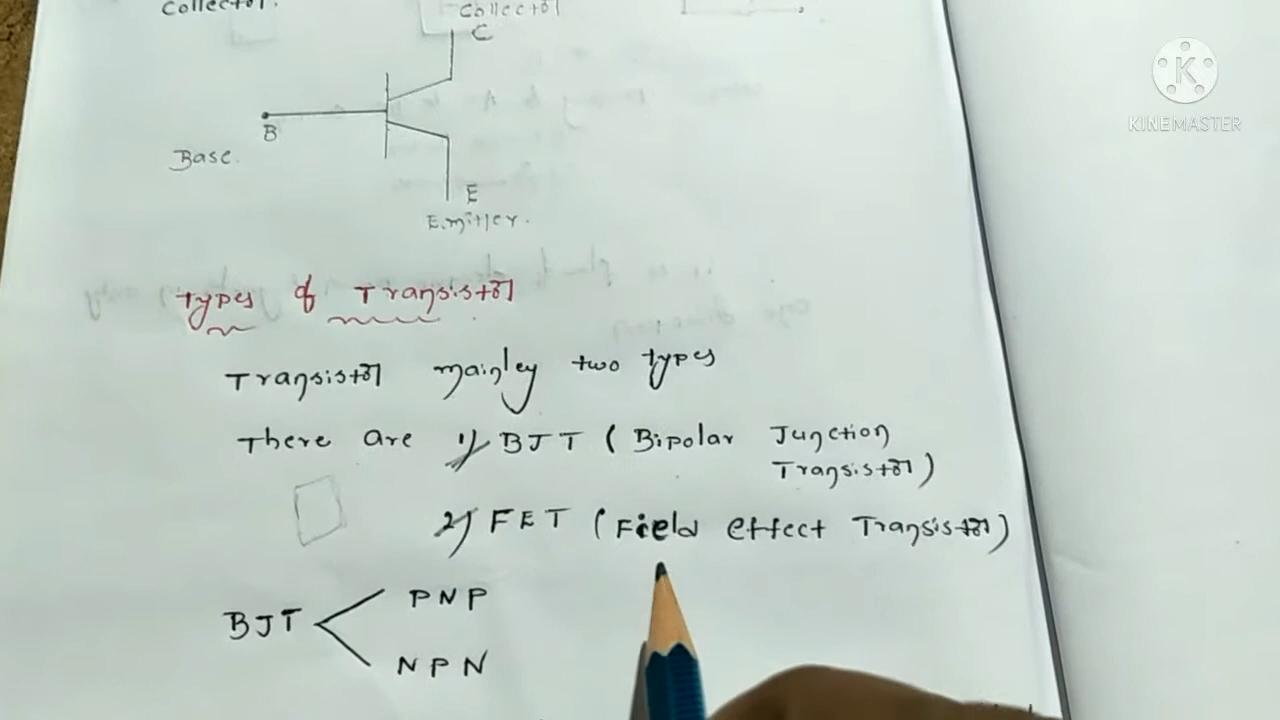 Collector.
Collector
C
B
Base.
E
Emitter.
Types of Transistor
Transistor mainley two types
There are 1) BJT (Bipolar Junction
Transistor)
2) FET (Field effect Transistor)
BJT PNP
NPN
KINEMASTER